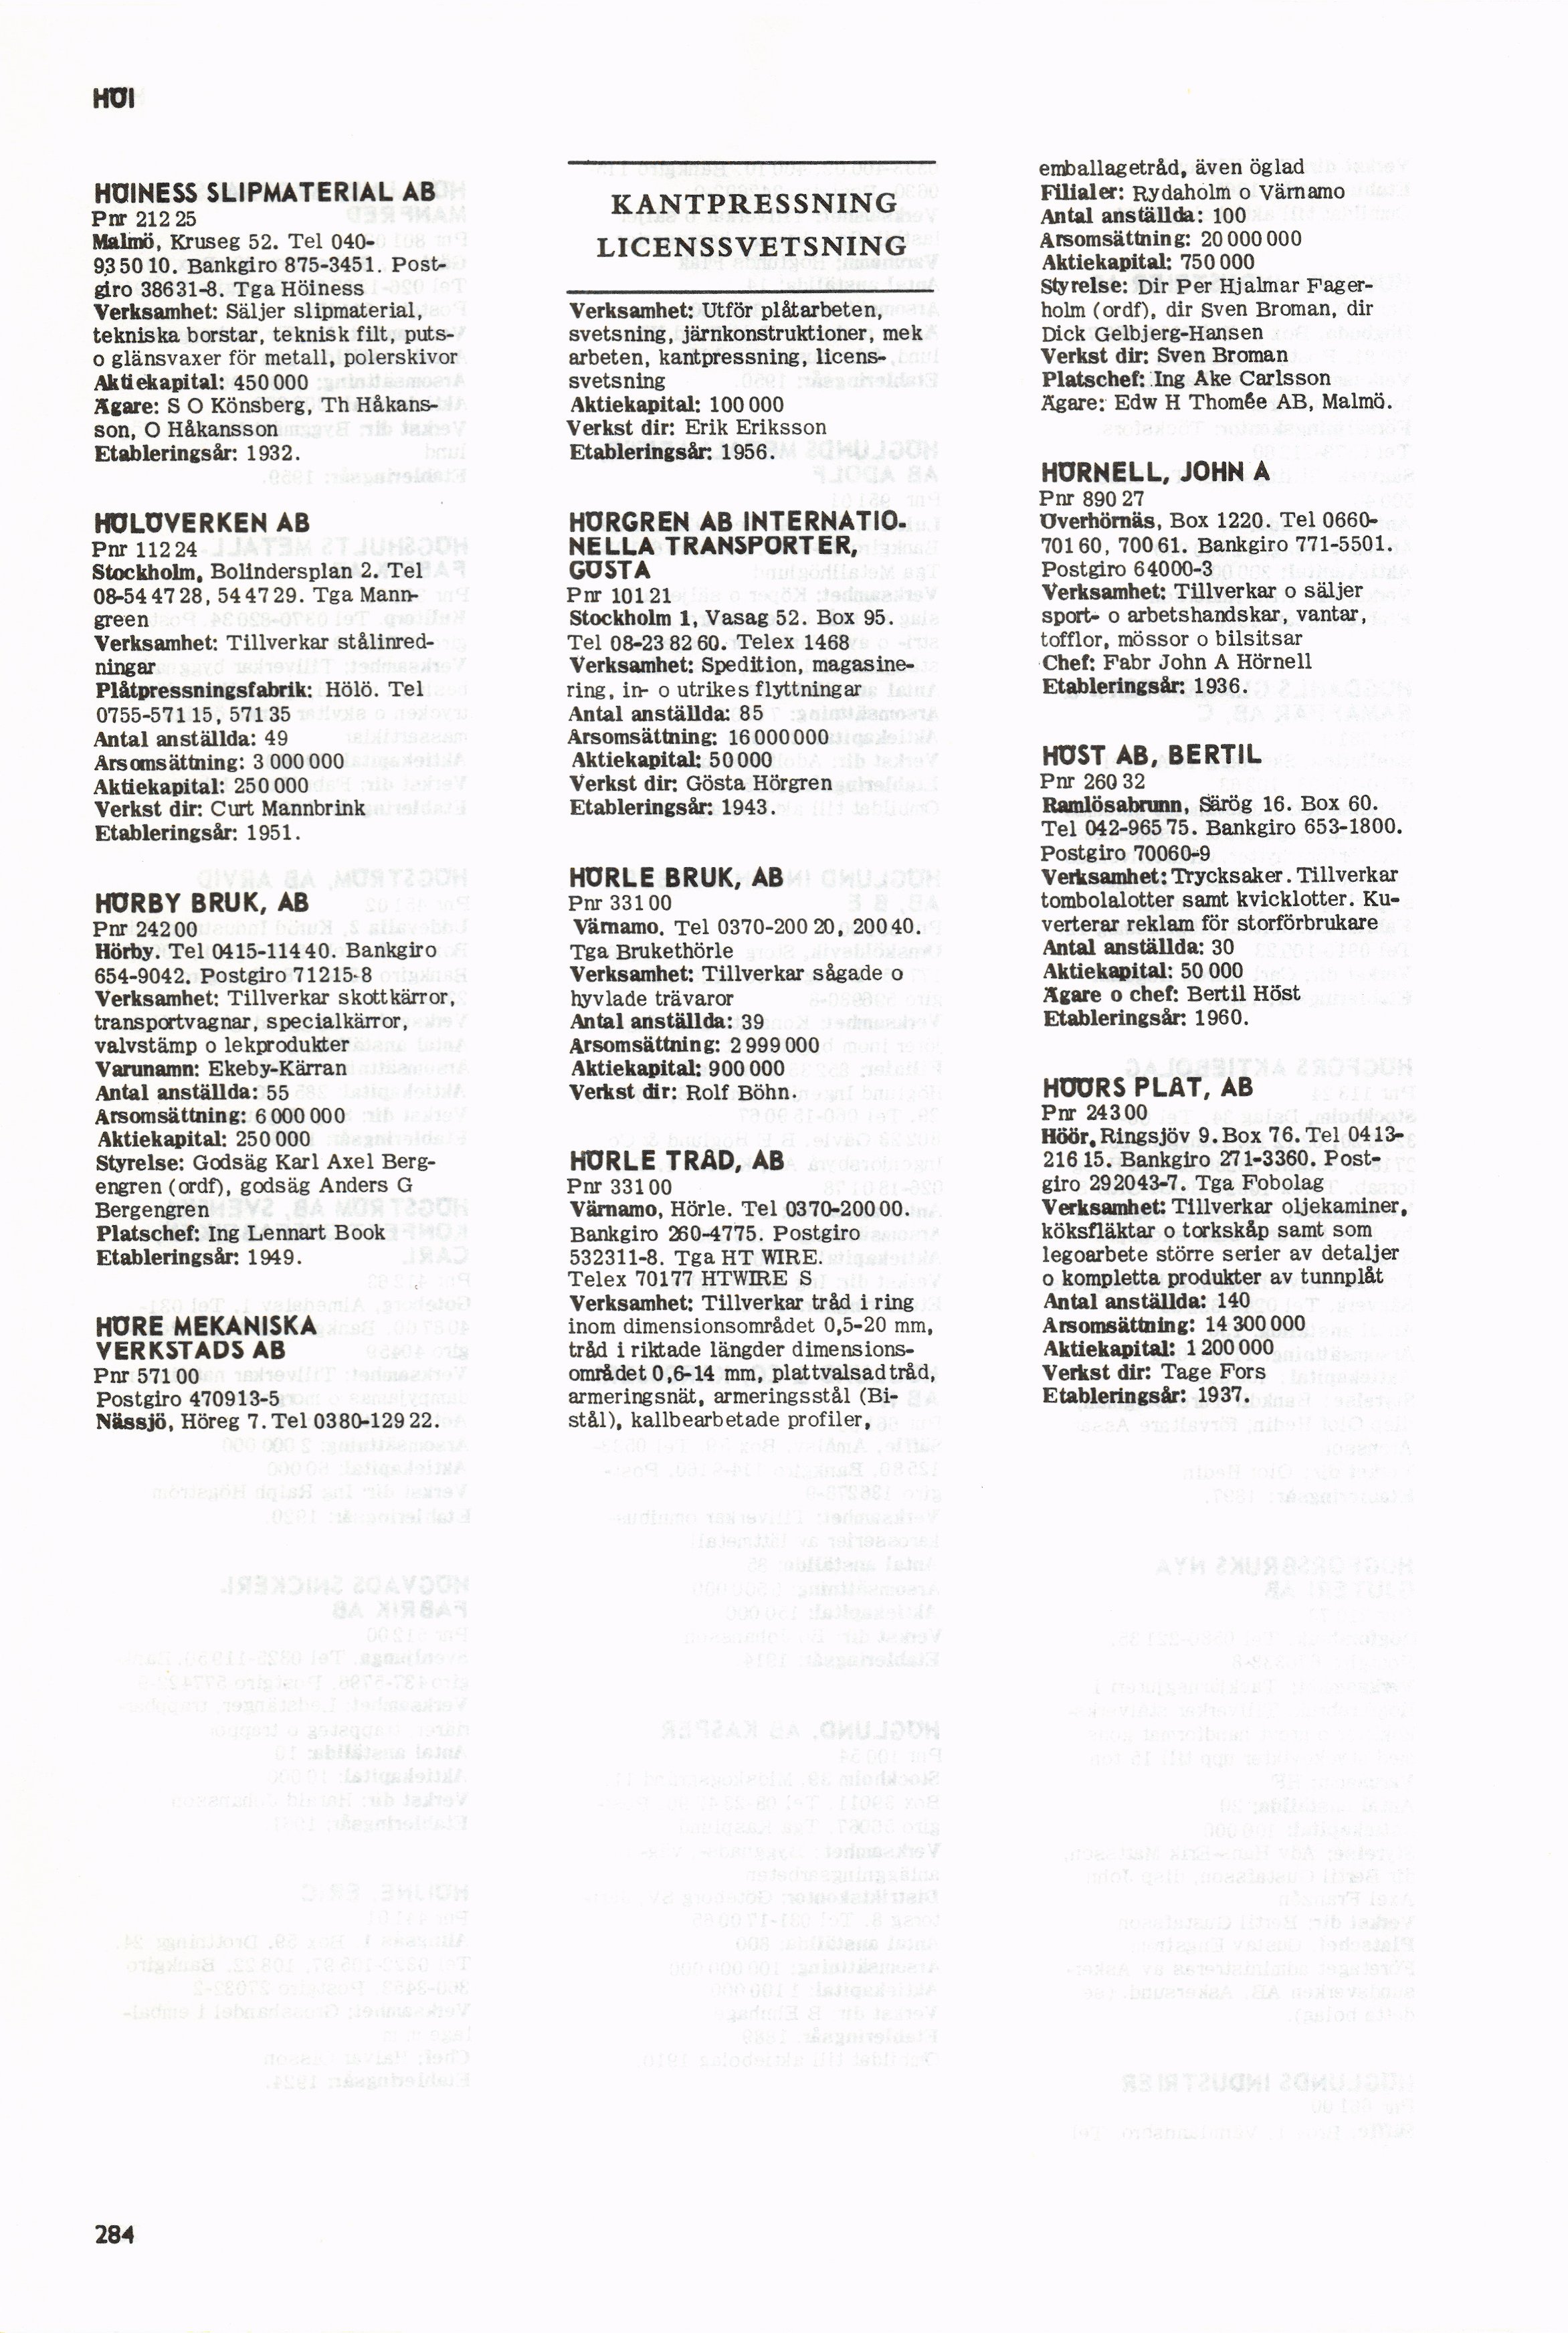 HÖI
HÖINESS SLIPMATERIAL AB
Pnr 212 25
Malmö, Kruseg 52. Tel 040-
93 50 10. Bankgiro 875-3451. Post-
giro 38631-8. Tga Höiness
Verksamhet: Säljer slipmaterial,
tekniska borstar, teknisk filt, puts-
o glänsvaxer för metall, polerskivor
Aktiekapital: 450 000
Ägare: S O Könsberg, Th Håkans-
son, O Håkansson
Etableringsår: 1932.
HÖLÖVERKEN AB
Pnr 112 24
Stockholm, Bolindersplan 2. Tel
08-54 47 28, 54 47 29. Tga Mann-
green
Verksamhet: Tillverkar stålinred-
ningar
Plåtpressningsfabrik: Hölö. Tel
0755-571 15, 571 35
Antal anställda: 49
Årsomsättning: 3 000 000
Aktiekapital: 250 000
Verkst dir: Curt Mannbrink
Etableringsår: 1951.
HÖRBY BRUK, AB
Pnr 242 00
Hörby. Tel 0415-114 40. Bankgiro
654-9042. Postgiro 71215-8
Verksamhet: Tillverkar skottkärror,
transportvagnar, specialkärror,
valvstämp o lekprodukter
Varunamn: Ekeby-Kärran
Antal anställda: 55
Årsomsättning: 6 000 000
Aktiekapital: 250 000
Styrelse: Godsäg Karl Axel Berg-
engren (ordf), godsäg Anders G
Bergengren
Platschef: Ing Lennart Book
Etableringsår: 1949.
HÖRE MEKANISKA
VERKSTADS AB
Pnr 571 00
Postgiro 470913-5
Nässjö, Höreg 7. Tel 0380-129 22.
KANTPRESSNING
LICENSSVETSNING
Verksamhet: Utför plåtarbeten,
svetsning, järnkonstruktioner, mek
arbeten, kantpressning, licens-
svetsning
Aktiekapital: 100 000
Verkst dir: Erik Eriksson
Etableringsår: 1956.
HÖRGREN AB INTERNATIO-
NELLA TRANSPORTER,
GÖSTA
Pnr 101 21
Stockholm 1, Vasag 52. Box 95.
Tel 08-23 82 60. Telex 1468
Verksamhet: Spedition, magasine-
ring, in- o utrikes flyttningar
Antal anställda: 85
Årsomsättning: 16 000 000
Aktiekapital: 50 000
Verkst dir: Gösta Hörgren
Etableringsår: 1943.
HÖRLE BRUK, AB
Pnr 331 00
Värnamo. Tel 0370-200 20, 200 40.
Tga Brukethörle
Verksamhet: Tillverkar sågade o
hyvlade trävaror
Antal anställda: 39
Årsomsättning: 2 999 000
Aktiekapital: 900 000
Verkst dir: Rolf Böhn.
HÖRLE TRÅD, AB
Pnr 331 00
Värnamo, Hörle. Tel 0370-200 00.
Bankgiro 260-4775. Postgiro
532311-8. Tga HT WIRE.
Telex 70177 HTWIRE S
Verksamhet: Tillverkar tråd i ring
inom dimensionsområdet 0,5-20 mm,
tråd i riktade längder dimensions-
området 0,6-14 mm, plattvalsad tråd,
armeringsnät, armeringsstål (Bi-
stål), kallbearbetade profiler,
emballagetråd, även öglad
Filialer: Rydaholm o Värnamo
Antal anställda: 100
Årsomsättning: 20 000 000
Aktiekapital: 750 000
Styrelse: Dir Per Hjalmar Fager-
holm (ordf), dir Sven Broman, dir
Dick Gelbjerg-Hansen
Verkst dir: Sven Broman
Platschef: Ing Åke Carlsson
Ägare: Edw H Thomée AB, Malmö.
HÖRNELL, JOHN A
Pnr 890 27
Överhörnäs, Box 1220. Tel 0660-
701 60, 700 61. Bankgiro 771-5501.
Postgiro 64000-3
Verksamhet: Tillverkar o säljer
sport- o arbetshandskar, vantar,
tofflor, mössor o bilsitsar
Chef: Fabr John A Hörnell
Etableringsår: 1936.
HÖST AB, BERTIL
Pnr 260 32
Ramlösabrunn, Särög 16. Box 60.
Tel 042-965 75. Bankgiro 653-1800.
Postgiro 70060-9
Verksamhet: Trycksaker. Tillverkar
tombolalotter samt kvicklotter. Ku-
verterar reklam för storförbrukare
Antal anställda: 30
Aktiekapital: 50 000
Ägare o chef: Bertil Höst
Etableringsår: 1960.
HÖÖRS PLÅT, AB
Pnr 243 00
Höör, Ringsjöv 9. Box 76. Tel 0413-
216 15. Bankgiro 271-3360. Post-
giro 292043-7. Tga Fobolag
Verksamhet: Tillverkar oljekaminer,
köksfläktar o torkskåp samt som
legoarbete större serier av detaljer
o kompletta produkter av tunnplåt
Antal anställda: 140
Årsomsättning: 14 300 000
Aktiekapital: 1 200 000
Verkst dir: Tage Fors
Etableringsår: 1937.
284